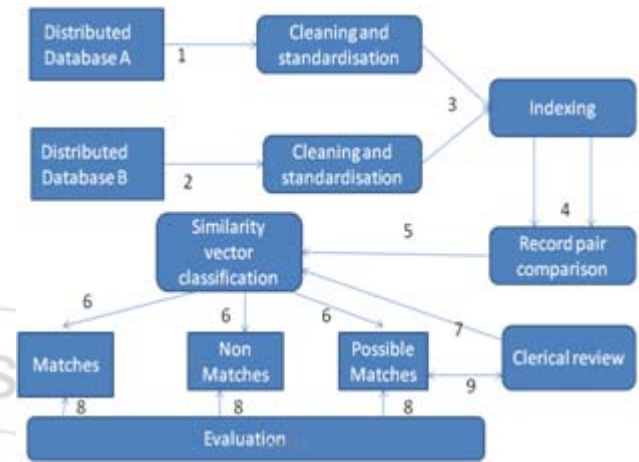 Distributed
Database A
1
Cleaning and
standardisation
3
Indexing
Distributed
Database B
2
Cleaning and
standardisation
4
Similarity
vector
classification
5
Record pair
comparison
6
6
6
7
Matches
Non
Matches
Possible
Matches
9
Clerical review
8
8
8
Evaluation